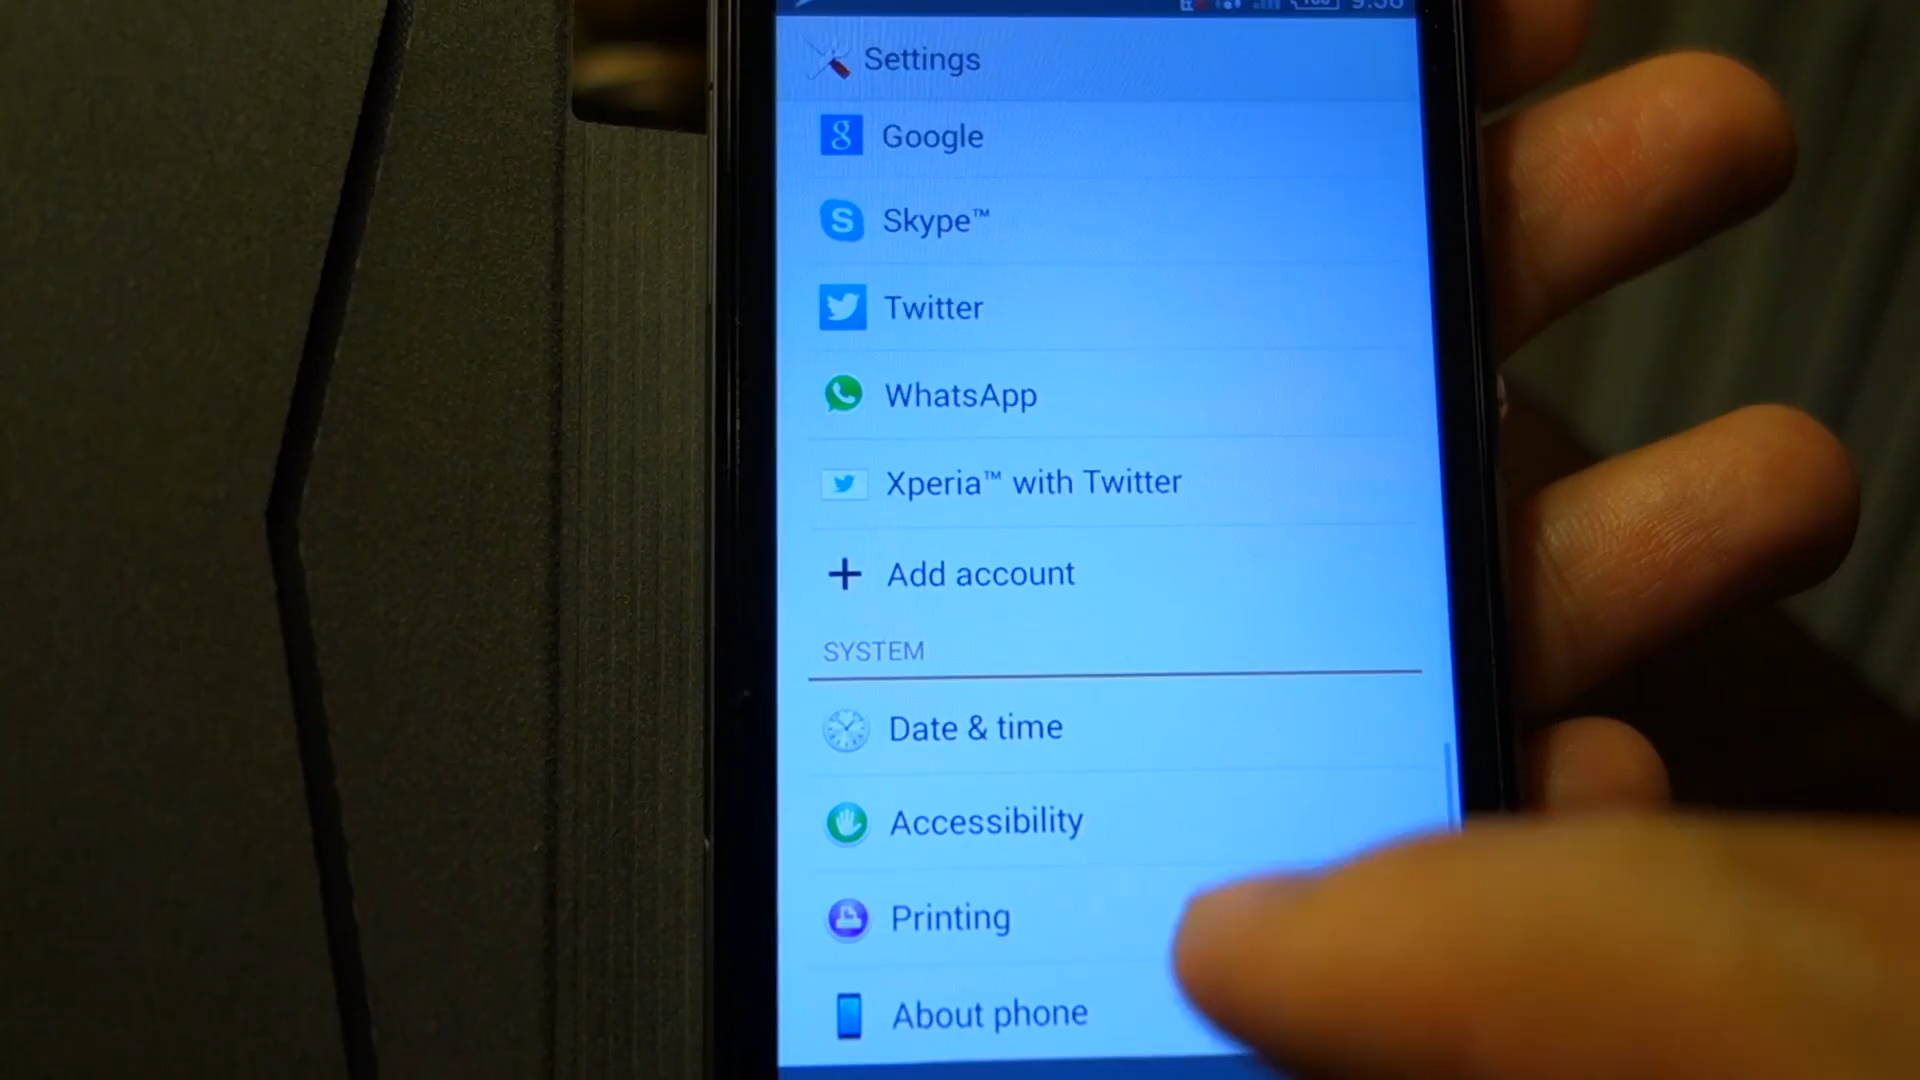 Settings
Google
Skype™
Twitter
WhatsApp
Xperia™ with Twitter
Add account
SYSTEM
Date & time
Accessibility
Printing
About phone